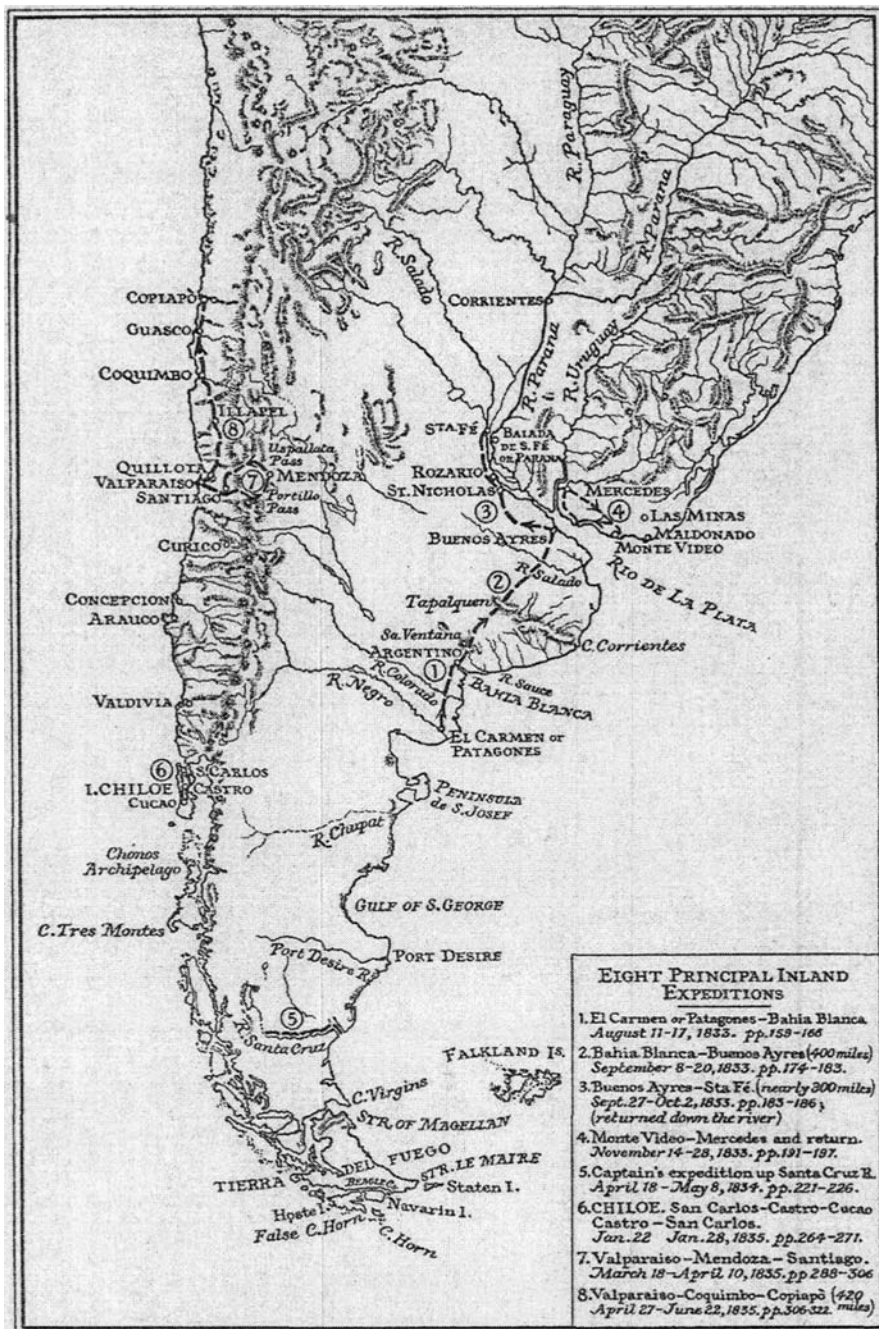 R. Paraguay
R. Parana
R. Salado
COPIAPÒ
CORRIENTES
GUASCO
R. Uruguay
R. Parana
COQUIMBO
ILLAPEL
STA. FÉ
BAJADA
DE S. FÉ
OR PARANA
⑧
Uspallata
Pass
QUILLOTA
ROZARIO
VALPARAISO
⑦
MENDOZA
ST. NICHOLAS
MERCEDES
SANTIAGO
Portillo
Pass
③
④
LAS MINAS
MALDONADO
BUENOS AYRES
MONTE VIDEO
CURICO
R. Salado
RIO DE LA PLATA
②
CONCEPCION
Tapalquen
ARAUCO
Sa. Ventana
C. Corrientes
ARGENTINO
①
R. Colorado
R. Sauce
R. Negro
BAHIA BLANCA
VALDIVIA
EL CARMEN or
PATAGONES
⑥
S. CARLOS
I. CHILOE
CASTRO
CUCAO
PENINSULA
de S. JOSEF
R. Chupat
Chonos
Archipelago
GULF OF S. GEORGE
C. Tres Montes
Port Desire R.
PORT DESIRE
⑤
R. Santa Cruz
FALKLAND Is.
C. Virgins
STR. OF MAGELLAN
DEL FUEGO
STR. LE MAIRE
TIERRA
BEAGLE C.
Staten I.
Hoste I.
Navarin I.
False C. Horn
C. Horn
EIGHT PRINCIPAL INLAND
EXPEDITIONS
1. El Carmen or Patagones–Bahia Blanca
August 11-17, 1833. pp. 159-166
2. Bahia Blanca–Buenos Ayres (400 miles)
September 8-20, 1833. pp. 174-183.
3. Buenos Ayres–Sta Fé. (nearly 300 miles)
Sept. 27-Oct. 2, 1833. pp. 183-186;
(returned down the river)
4. Monte Video–Mercedes and return.
November 14-28, 1833. pp. 191-197.
5. Captain's expedition up Santa Cruz R.
April 18 - May 8, 1834. pp. 221-226.
6. CHILOE. San Carlos-Castro-Cucao
Castro – San Carlos.
Jan. 22 Jan. 28, 1835. pp. 264-271.
7. Valparaiso – Mendoza – Santiago.
March 18-April 10, 1835. pp 288-306
8. Valparaiso-Coquimbo-Copiapò (420
April 27-June 22, 1835. pp. 306-322. miles)